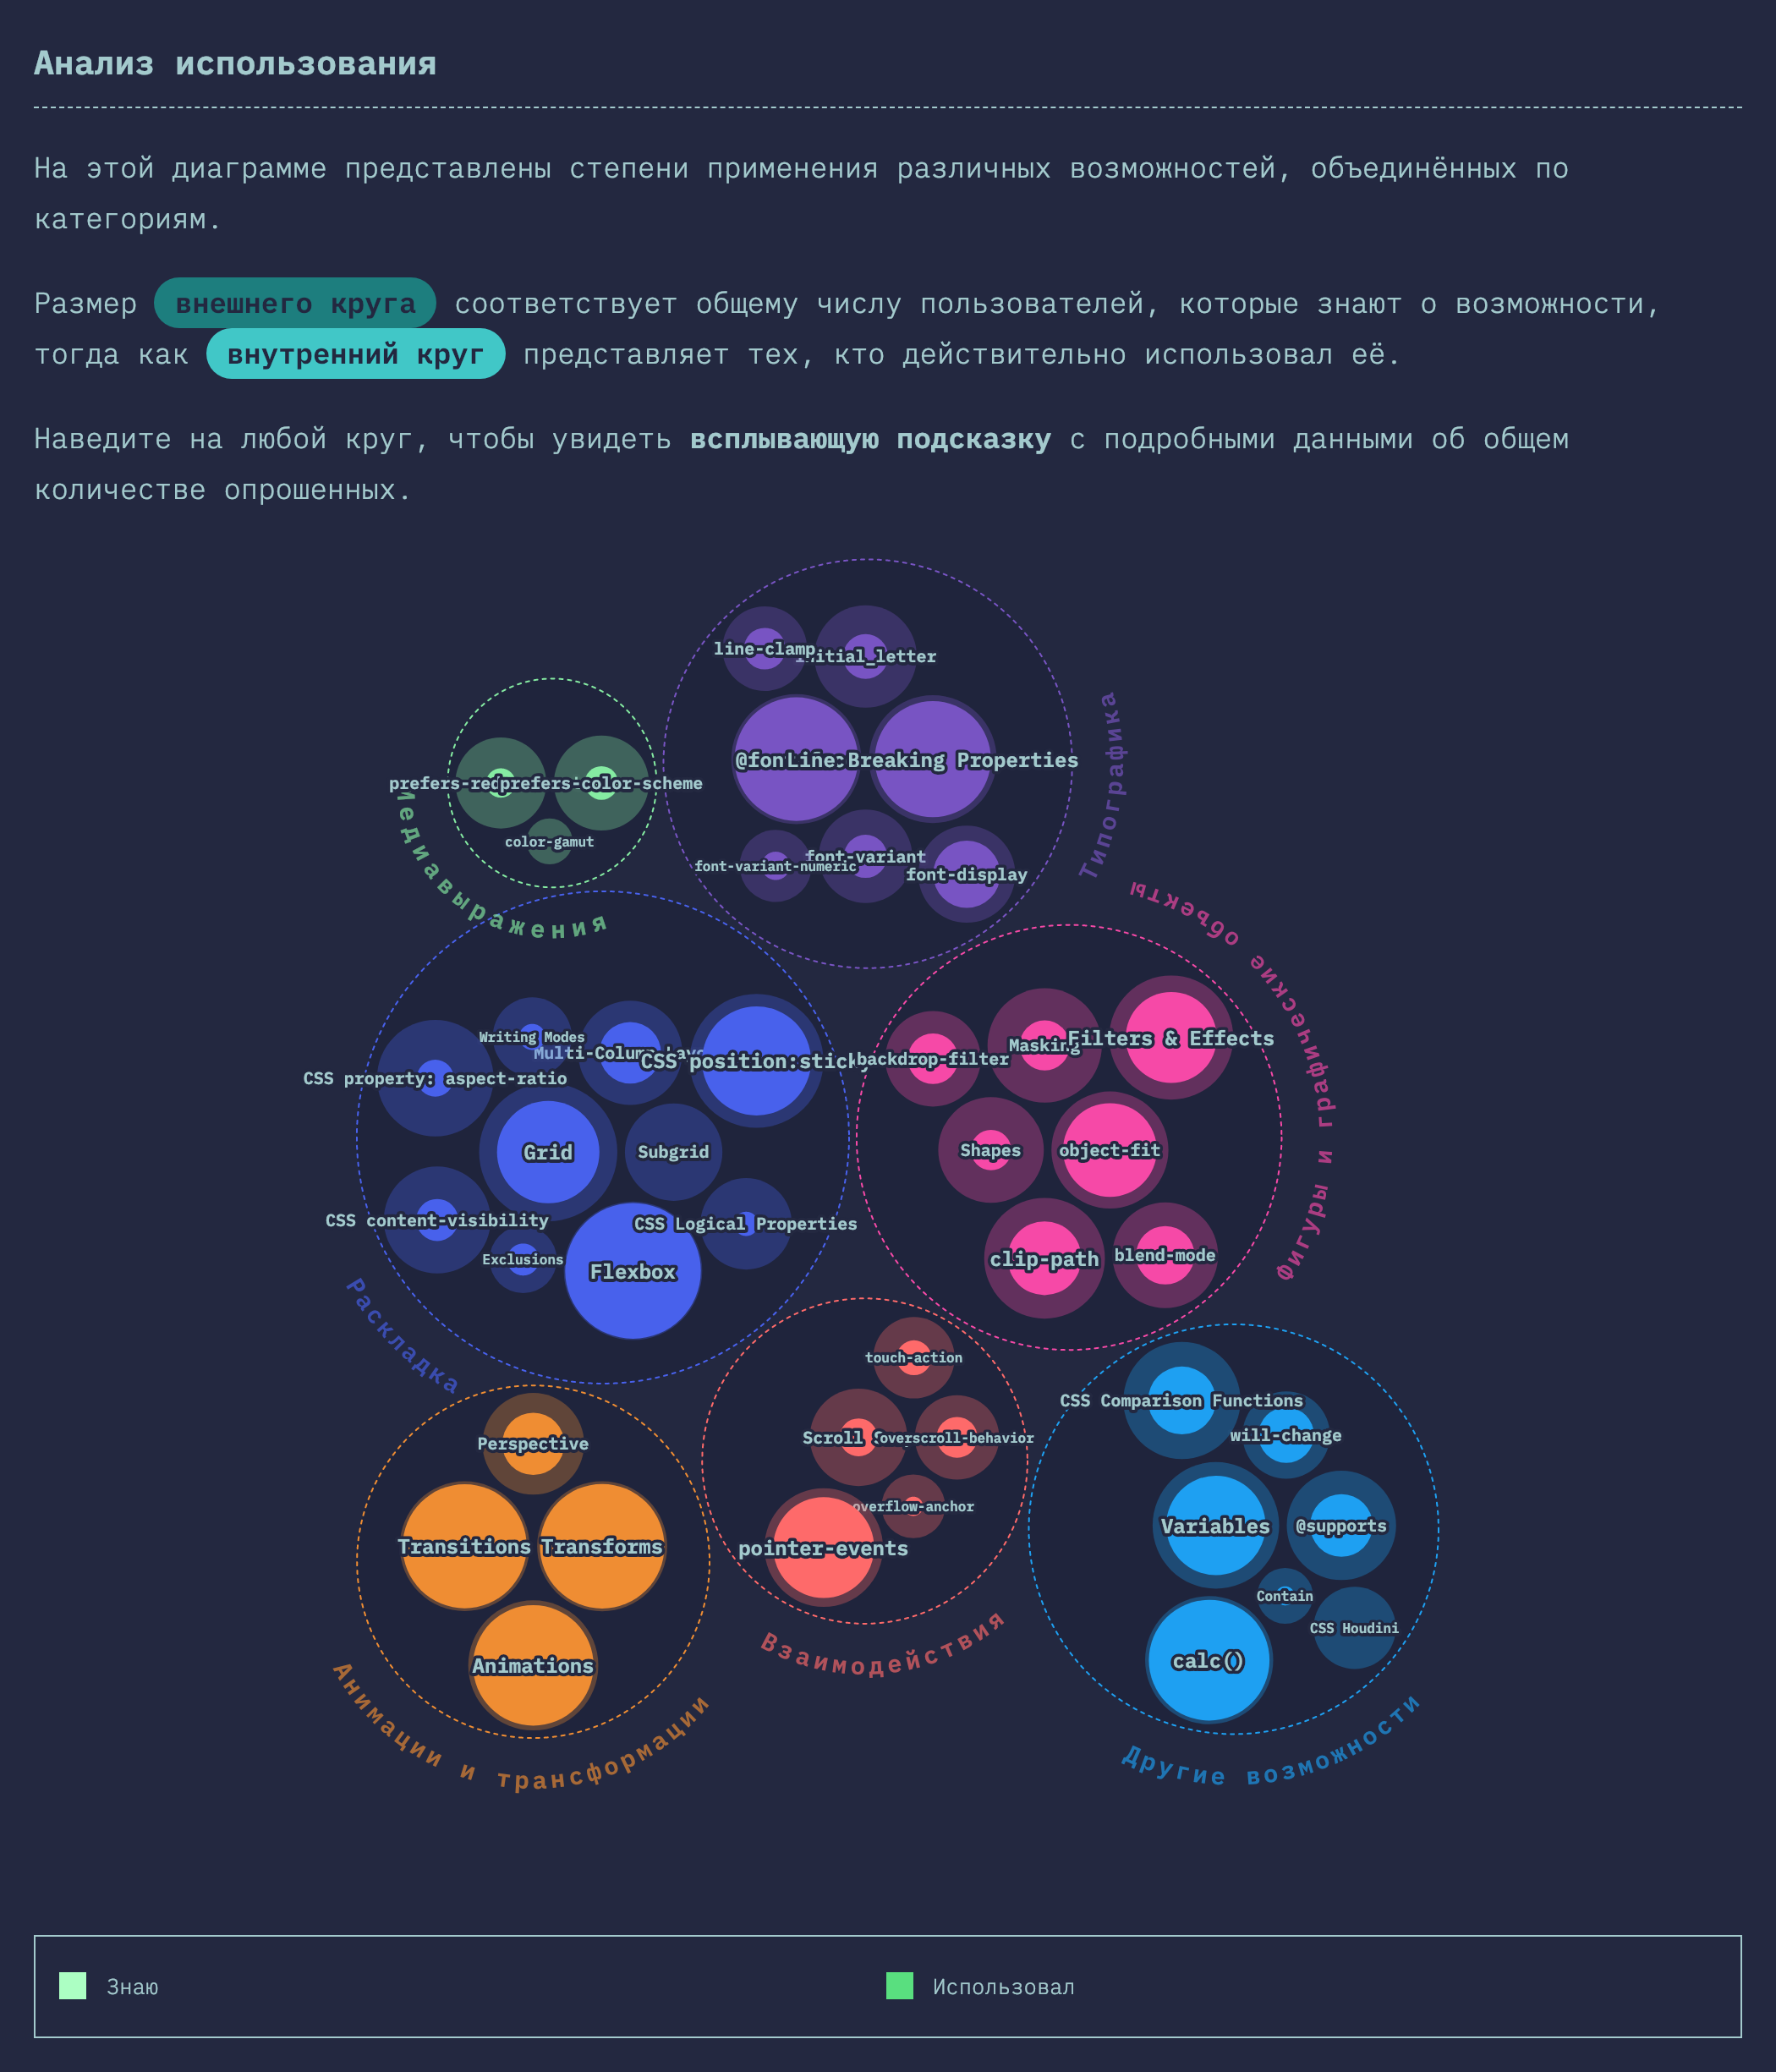 Анализ использования
На этой диаграмме представлены степени применения различных возможностей, объединённых по
категориям.
Размер внешнего круга соответствует общему числу пользователей, которые знают о возможности,
тогда как внутренний круг представляет тех, кто действительно использовал её.
Наведите на любой круг, чтобы увидеть всплывающую подсказку с подробными данными об общем
количестве опрошенных.
line-clamp
prefers-color-scheme
color-gamut
Медиавыражения
Breaking Properties
font-variant-numeric
font-variant
font-display
Типографика
Writing Modes
CSS position:sticky
CSS property: aspect-ratio
Grid
Subgrid
CSS content-visibility
CSS Logical Properties
Exclusions
Flexbox
Раскладка
backdrop-filter
Masking
Filters & Effects
Shapes
object-fit
clip-path
blend-mode
Фигуры и графические объекты
touch-action
Scroll
overscroll-behavior
overflow-anchor
pointer-events
Взаимодействия
Perspective
Transitions
Transforms
Animations
Анимации и трансформации
CSS Comparison Functions
will-change
Variables
@supports
Contain
CSS Houdini
calc()
Другие возможности
Знаю
Использовал